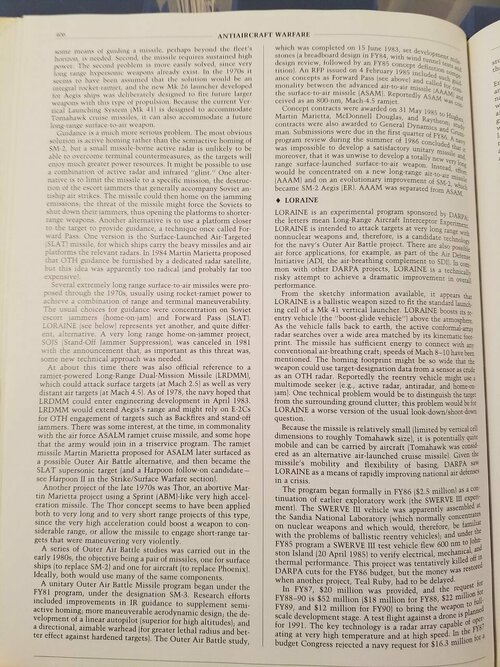 606
ANTIAIRCRAFT WARFARE
some means of guiding a missile, perhaps beyond the fleet's
horizon, is needed. Second, the missile requires sustained high
power. The second problem is more easily solved, since very
long range hypersonic weapons already exist. In the 1970s it
seems to have been assumed that the solution would be an
integral rocket-ramjet, and the new Mk 26 launcher developed
for Aegis ships was deliberately designed to fire future larger
weapons with this type of propulsion. Because the current Ver-
tical Launching System (Mk 41) is designed to accommodate
Tomahawk cruise missiles, it can also accommodate a future
long-range surface-to-air weapon.
Guidance is a much more serious problem. The most obvious
solution is active homing rather than the semiactive homing of
SM-2, but a small missile-borne active radar is unlikely to be
able to overcome terminal countermeasures, as the targets will
enjoy much greater power resources. It might be possible to use
a combination of active radar and infrared "glint." One alter-
native is to limit the missile to a specific mission, the destruc-
tion of the escort jammers that generally accompany Soviet an-
tiship air strikes. The missile could then home on the jamming
emissions; the threat of the missile might force the Soviets to
shut down their jammers, thus opening the platforms to shorter-
range weapons. Another alternative is to use a platform closer
to the target to provide guidance, a technique once called For-
ward Pass. One version is the Surface-Launched Air-Targeted
(SLAT) missile, for which ships carry the heavy missiles and air
platforms the relevant radars. In 1984 Martin Marietta proposed
that OTH guidance be furnished by a dedicated radar satellite,
but this idea was apparently too radical (and probably far too
expensive).
Several extremely long range surface-to-air missiles were pro-
posed through the 1970s, usually using rocket-ramjet power to
achieve a combination of range and terminal maneuverability.
The usual choices for guidance were concentration on Soviet
escort jammers (home-on-jam) and Forward Pass (SLAT).
LORAINE (see below) represents yet another, and quite differ-
ent, alternative. A very long range home-on-jammer project,
SOJS (Stand-Off Jammer Suppression), was canceled in 1981
with the announcement that, as important as this threat was,
some new technical approach was needed.
At about this time there was also official reference to a
ramjet-powered Long-Range Dual-Mission Missile (LRDMM),
which could attack surface targets (at Mach 2.5) as well as very
distant air targets (at Mach 4.5). As of 1978, the navy hoped that
LRDMM could enter engineering development in April 1983.
LRDMM would extend Aegis's range and might rely on E-2Cs
for OTH engagement of targets such as Backfires and stand-off
jammers. There was some interest, at the time, in commonality
with the air force ASALM ramjet cruise missile, and some hope
that the army would join in a triservice program. The ramjet
missile Martin Marietta proposed for ASALM later surfaced as
a possible Outer Air Battle alternative, and then became the
SLAT supersonic target (and a Harpoon follow-on candidate—
see Harpoon II in the Strike/Surface Warfare section).
Another project of the late 1970s was Thor, an abortive Mar-
tin Marietta project using a Sprint (ABM)-like very high accel-
eration missile. The Thor concept seems to have been applied
both to very long and to very short range projects of this type,
since the very high acceleration could boost a weapon to consid-
erable range, or allow the missile to engage short-range tar-
gets that were maneuvering very violently.
A series of Outer Air Battle studies was carried out in the
early 1980s, the objective being a pair of missiles, one for surface
ships (to replace SM-2) and one for aircraft (to replace Phoenix).
Ideally, both would use many of the same components.
A unitary Outer Air Battle Missile program began under the
FY81 program, under the designation SM-3. Research efforts
included improvements in IR guidance to supplement semi-
active homing, more maneuverable aerodynamic design; the de-
velopment of a linear autopilot (superior for high altitudes); and
a directional, aimable warhead (for greater lethal radius and bet-
ter effect against hardened targets). The Outer Air Battle study,
which was completed on 15 June 1983, set development mile-
stones (a breadboard design in FY84, with wind tunnel tests and
design review, followed by an FY85 concept definition compe-
tition). An RFP issued on 4 February 1985 included guid-
ance concepts as Forward Pass (see above) and called for com-
monality between the advanced air-to-air missile (AAAM) and
the surface-to-air missile (ASAM). Reportedly ASAM was con-
ceived as an 800-nm, Mach-4.5 ramjet.
Concept contracts were awarded on 31 May 1985 to Hughes,
Martin Marietta, McDonnell Douglas, and Raytheon;
contracts were also awarded to General Dynamics and Grum-
man. Submissions were due in the first quarter of FY86. A navy
program review during the summer of 1986 concluded that it
was impossible to develop a satisfactory unitary missile and,
moreover, that it was unwise to develop a totally new very long
range surface-launched surface-to-air weapon. Instead, effort
would be concentrated on a new long-range air-to-air missile
(AAAM) and on an evolutionary improvement of SM-2, which
became SM-2 Aegis (ER). AAAM was separated from ASAM.
♦ LORAINE
LORAINE is an experimental program sponsored by DARPA;
the letters mean Long-Range Aircraft Interceptor Experiment.
LORAINE is intended to attack targets at very long range with
nonnuclear weapons and, therefore, is a candidate technology
for the navy's Outer Air Battle project. There are also possible
air force applications, for example, as part of the Air Defense
Initiative (ADI, the air-breathing complement to SDI). In com-
mon with other DARPA projects, LORAINE is a technically
risky attempt to achieve a dramatic improvement in overall
performance.
From the sketchy information available, it appears that
LORAINE is a ballistic weapon sized to fit the standard launch-
ing cell of a Mk 41 vertical launcher. LORAINE boosts its re-
entry vehicle (the "boost-glide vehicle") above the atmosphere.
As the vehicle falls back to earth, the active conformal-array
radar searches over a wide area matched by its kinematic foot-
print. The missile has sufficient energy to connect with any
conventional air-breathing craft; speeds of Mach 8–10 have been
mentioned. The homing footprint might be so wide that the
weapon could use target-designation data from a sensor as crude
as an OTH radar. Reportedly the reentry vehicle might use a
multimode seeker (e.g., active radar, antiradar, and home-on-
jam). One technical problem would be to distinguish the target
from the surrounding ground clutter; this problem would be in
LORAINE a worse version of the usual look-down/shoot-down
question.
Because the missile is relatively small (limited by vertical cell
dimensions to roughly Tomahawk size), it is potentially quite
mobile and can be carried by aircraft (Tomahawk was consid-
ered as an alternative air-launched cruise missile). Given the
missile's mobility and flexibility of basing, DARPA saw
LORAINE as a means of rapidly improving national air defenses
in a crisis.
The program began formally in FY86 ($2.5 million) as a con-
tinuation of earlier exploratory work (the SWERVE III experi-
ment). The SWERVE III vehicle was apparently assembled at
the Sandia National Laboratory (which normally concentrates
on nuclear weapons and which would, therefore, be familiar
with the problems of ballistic reentry vehicles); and under the
FY85 program a SWERVE III test vehicle flew 600 nm to John-
ston Island (20 April 1985) to verify electrical, mechanical, and
thermal performance. This project was tentatively killed off in
DARPA cuts for the FY86 budget, but the money was restored
when another project, Teal Ruby, had to be delayed.
In FY87, $20 million was provided, and the request for
FY88–90 is $52 million ($18 million for FY88, $22 million for
FY89, and $12 million for FY90) to bring the weapon to full-
scale development stage. A test flight against a drone is planned
for 1991. The key technology is a radar array capable of oper-
ating at very high temperature and at high speed. In the FY87
budget Congress rejected a navy request for $16.3 million for a